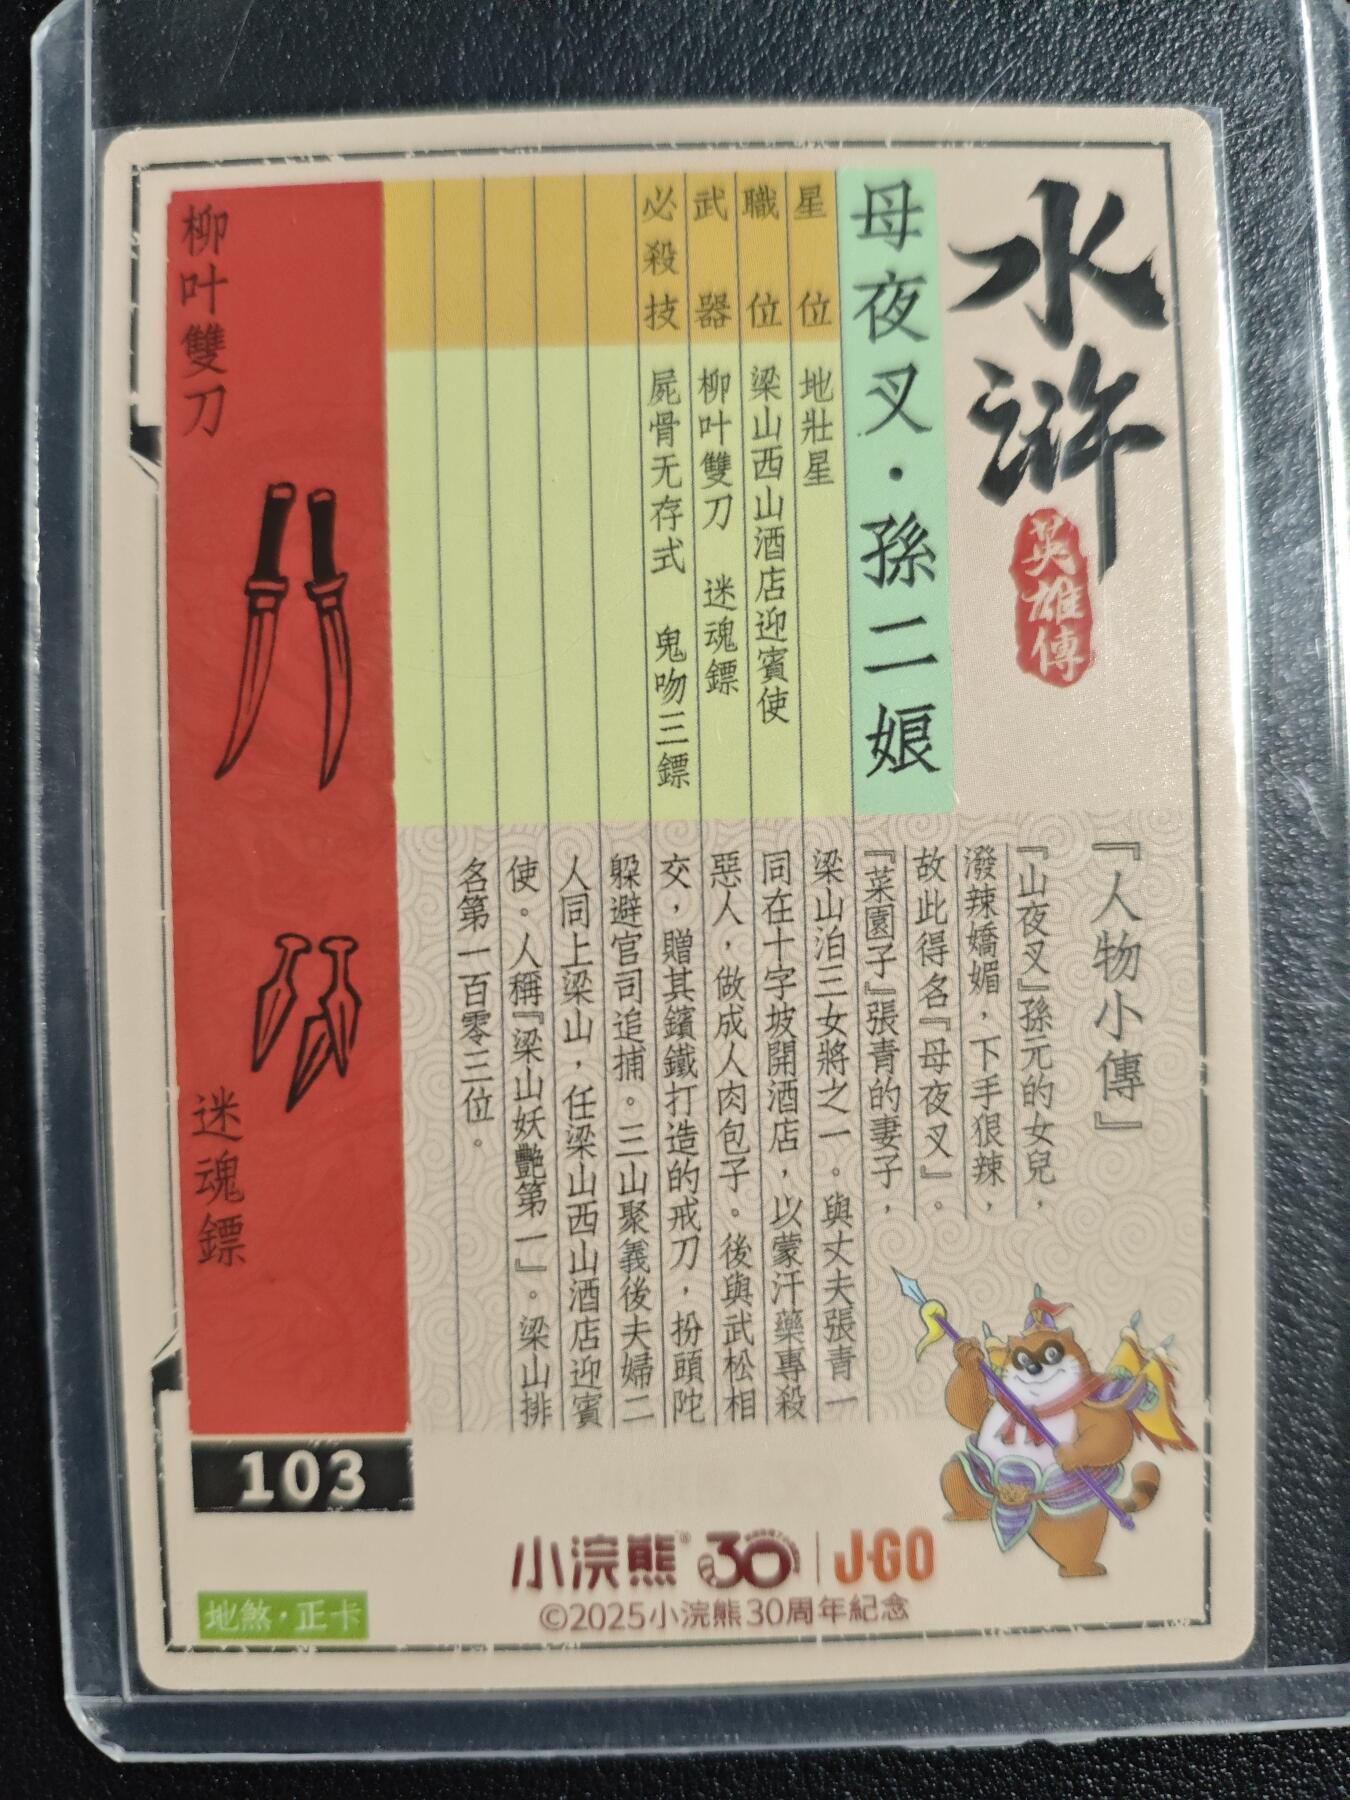 水滸
英雄傳
母夜叉·孫二娘
星位 地壯星
職位 梁山西山酒店迎賓使
武器 柳叶雙刀 迷魂鏢
必殺技 屍骨无存式 鬼吻三鏢
『人物小傳』
『山夜叉』孫元的女兒，
潑辣嬌媚，下手狠辣，
故此得名『母夜叉』。
『菜園子』張青的妻子，
梁山泊三女將之一。與丈夫張青一
同在十字坡開酒店，以蒙汗藥專殺
惡人，做成人肉包子。後與武松相
交，贈其鑌鐵打造的戒刀，扮頭陀
躲避官司追捕。三山聚義後夫婦二
人同上梁山，任梁山西山酒店迎賓
使。人稱『梁山妖艷第一』。梁山排
名第一百零三位。
柳叶雙刀
迷魂鏢
103
小浣熊® 30 J·GO
©2025小浣熊30周年紀念
地煞·正卡